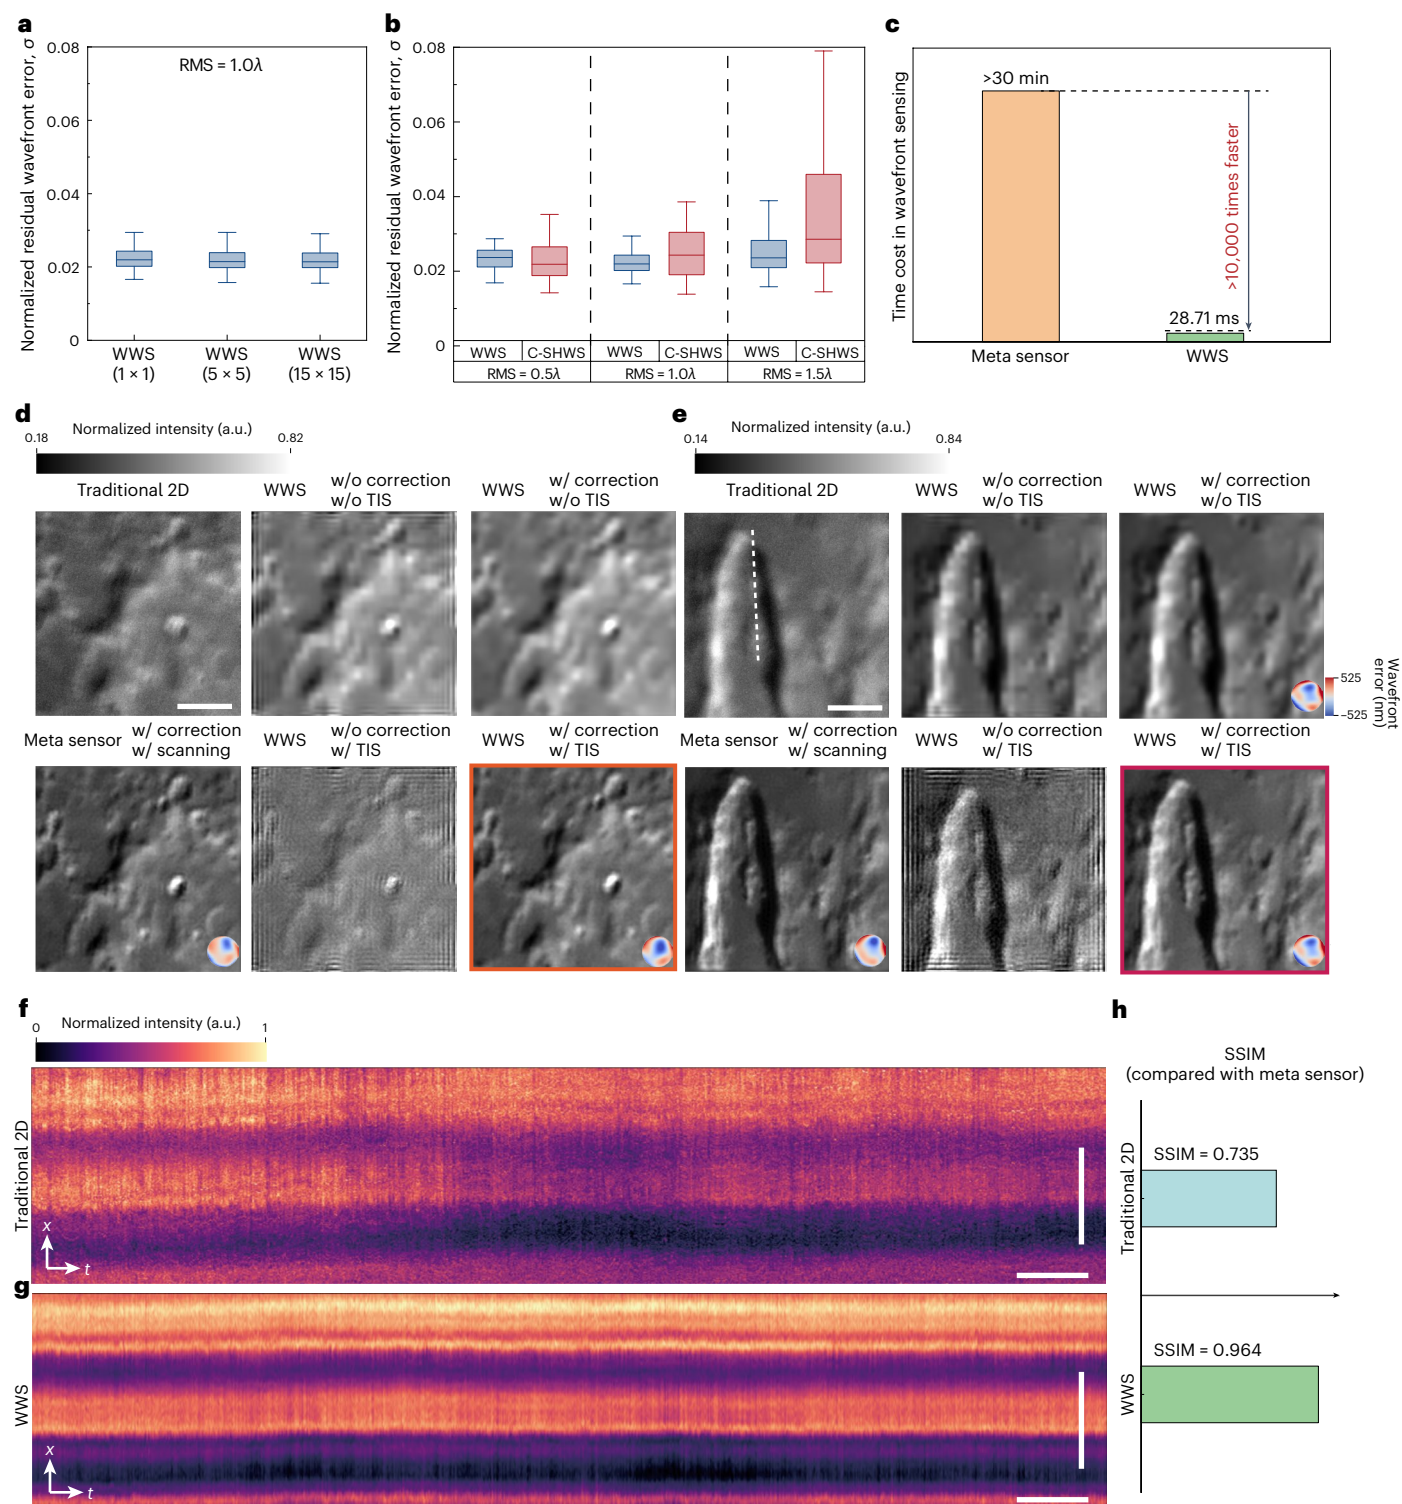 a
Normalized residual wavefront error, σ
0.08
0.06
0.04
0.02
0
RMS = 1.0λ
WWS
(1 × 1)
WWS
(5 × 5)
WWS
(15 × 15)
b
Normalized residual wavefront error, σ
0.08
0.06
0.04
0.02
0
WWS C-SHWS WWS C-SHWS WWS C-SHWS
RMS = 0.5λ RMS = 1.0λ RMS = 1.5λ
c
Time cost in wavefront sensing
>30 min
>10,000 times faster
28.71 ms
Meta sensor WWS
d
Normalized intensity (a.u.)
0.18 0.82
Traditional 2D
WWS w/o correction
w/o TIS
WWS w/ correction
w/o TIS
Meta sensor w/ correction
w/ scanning
WWS w/o correction
w/ TIS
WWS w/ correction
w/ TIS
e
Normalized intensity (a.u.)
0.14 0.84
Traditional 2D
WWS w/o correction
w/o TIS
WWS w/ correction
w/o TIS
525
−525
Wavefront
error (nm)
Meta sensor w/ correction
w/ scanning
WWS w/o correction
w/ TIS
WWS w/ correction
w/ TIS
f
Normalized intensity (a.u.)
0 1
Traditional 2D
x
t
g
WWS
x
t
h
SSIM
(compared with meta sensor)
Traditional 2D
SSIM = 0.735
WWS
SSIM = 0.964